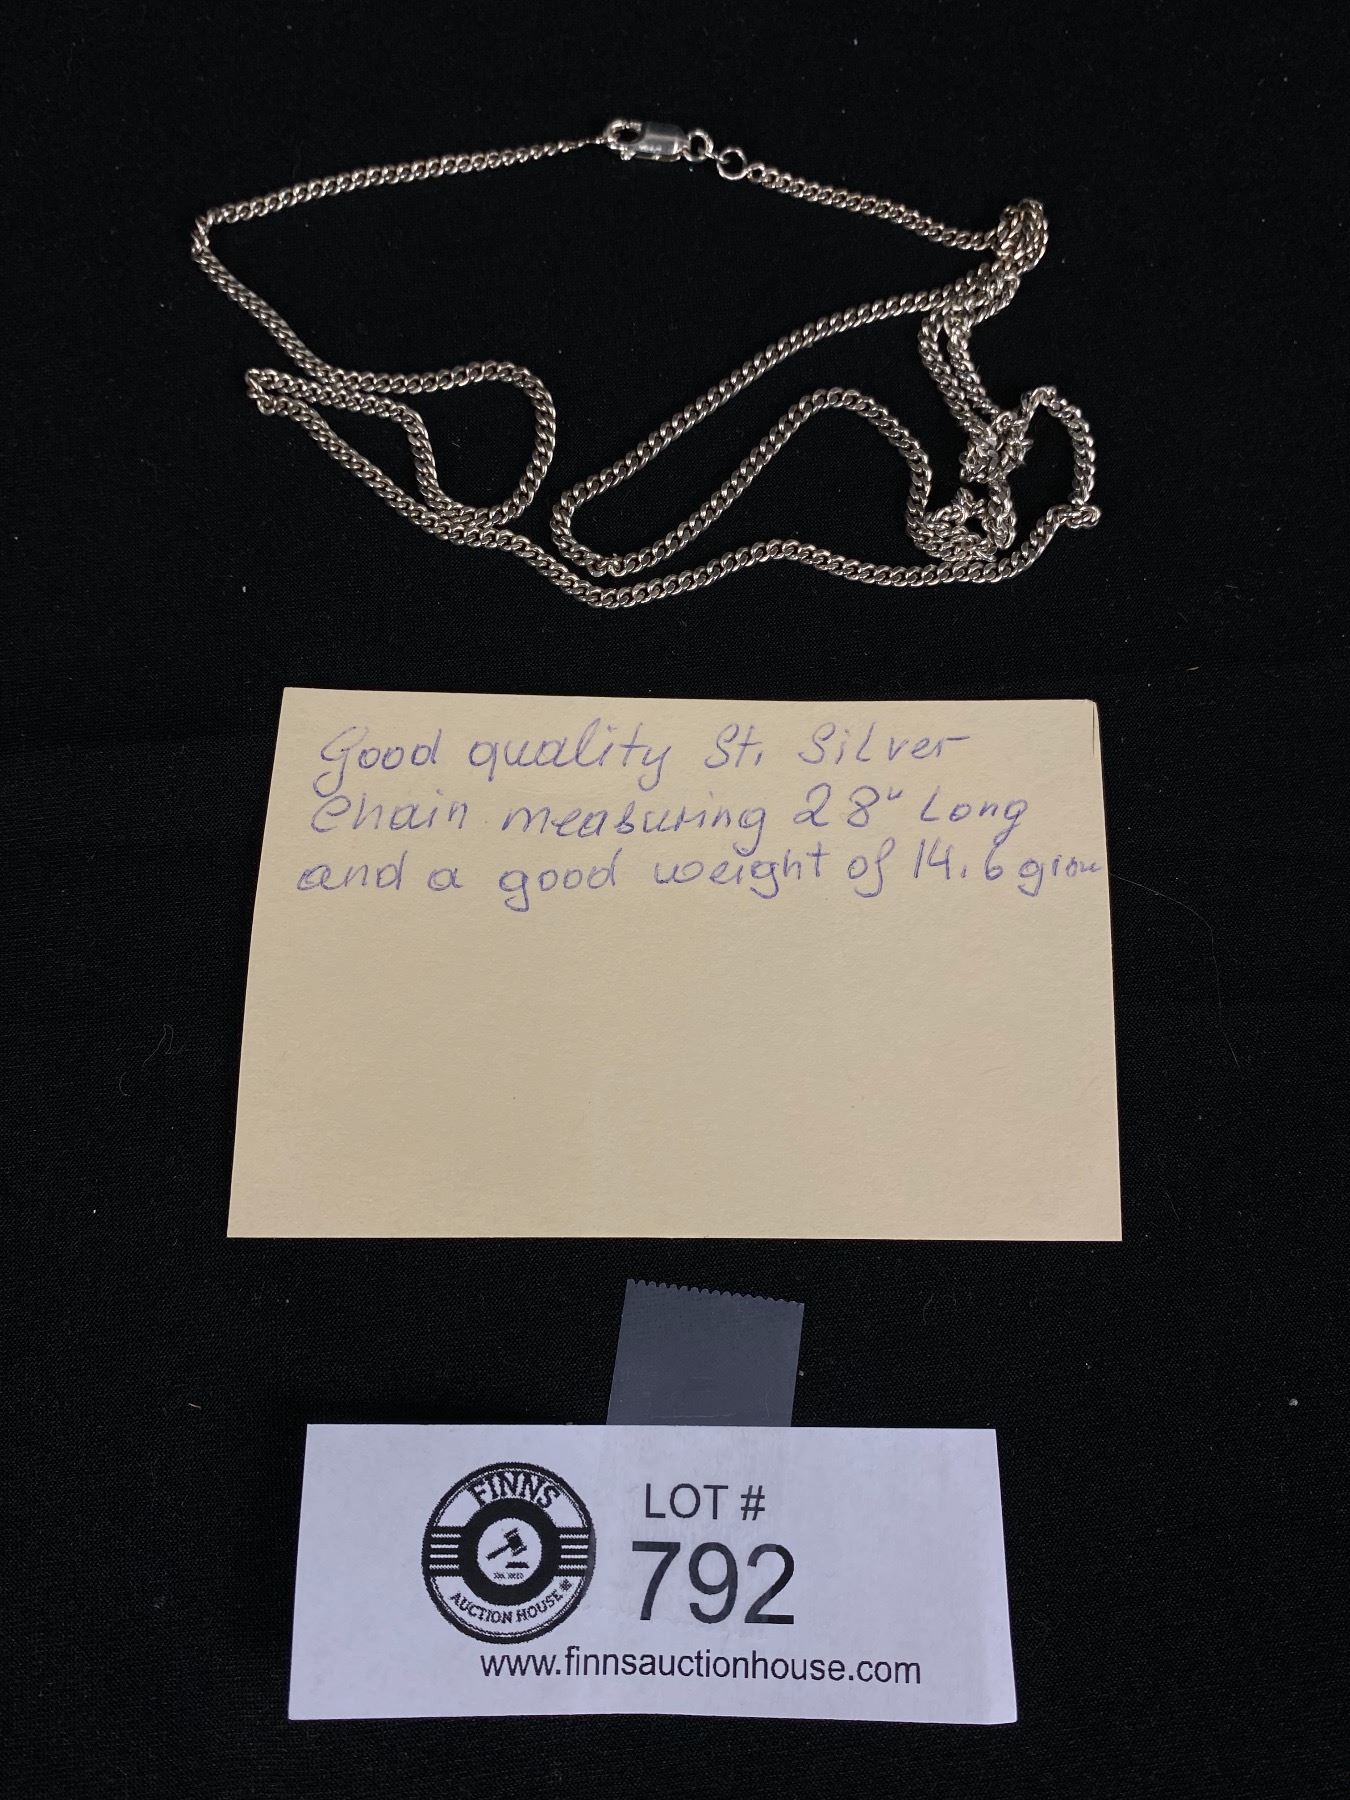 Good quality St. Silver
Chain measuring 28" Long
and a good weight of 14.6
FINNS
AUCTION HOUSE
LOT #
792
www.finnsauctionhouse.com